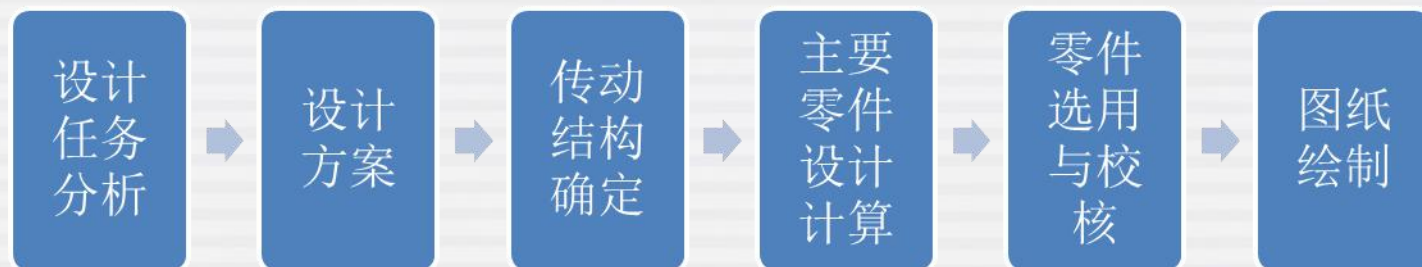 设计
任务
分析
设计
方案
传动
结构
确定
主要
零件
设计
计算
零件
选用
与校
核
图纸
绘制